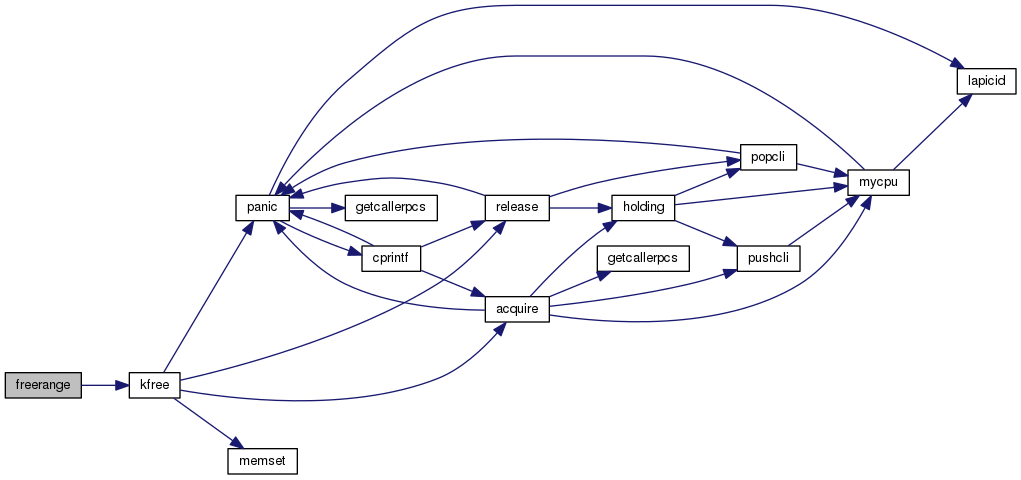 lapicid
popcli
mycpu
panic
getcallerpcs
release
holding
cprintf
getcallerpcs
pushcli
acquire
freerange
kfree
memset